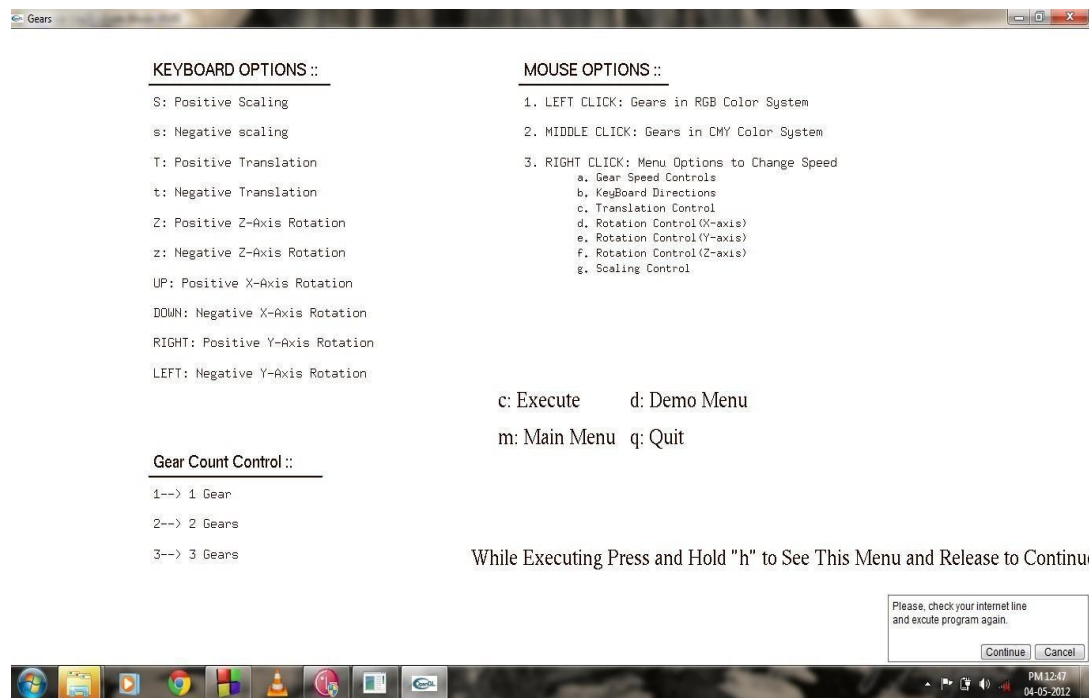 Gears
KEYBOARD OPTIONS ::
S: Positive Scaling
s: Negative scaling
T: Positive Translation
t: Negative Translation
Z: Positive Z-Axis Rotation
z: Negative Z-Axis Rotation
UP: Positive X-Axis Rotation
DOWN: Negative X-Axis Rotation
RIGHT: Positive Y-Axis Rotation
LEFT: Negative Y-Axis Rotation
Gear Count Control ::
1--> 1 Gear
2--> 2 Gears
3--> 3 Gears
MOUSE OPTIONS ::
1. LEFT CLICK: Gears in RGB Color System
2. MIDDLE CLICK: Gears in CMY Color System
3. RIGHT CLICK: Menu Options to Change Speed
a. Gear Speed Controls
b. KeyBoard Directions
c. Translation Control
d. Rotation Control(X-axis)
e. Rotation Control(Y-axis)
f. Rotation Control(Z-axis)
g. Scaling Control
c: Execute d: Demo Menu
m: Main Menu q: Quit
While Executing Press and Hold "h" to See This Menu and Release to Continue
Please, check your internet line
and excute program again.
Continue Cancel
OpenGL
PM 12:47
04-05-2012